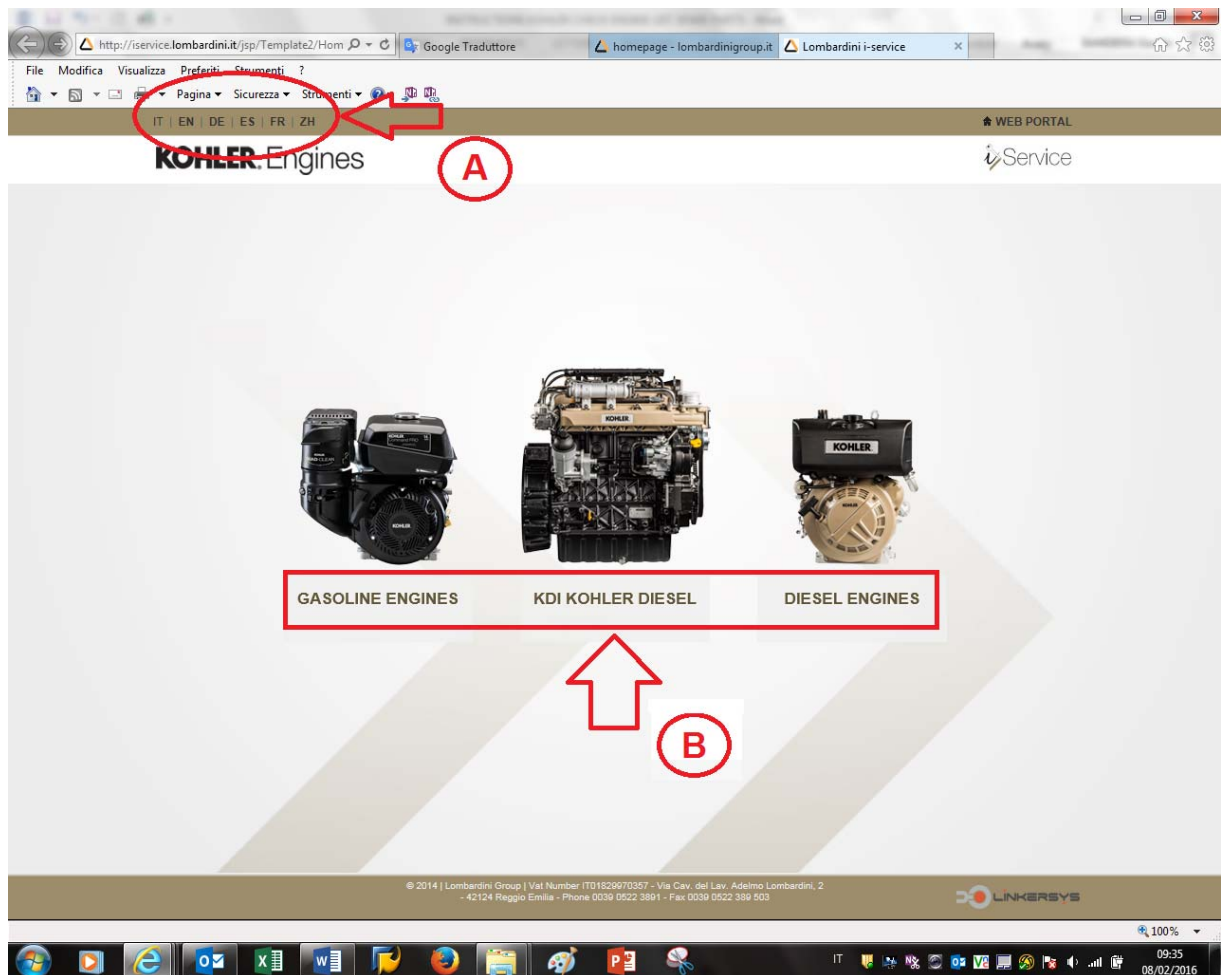 http://iservice.lombardini.it/jsp/Template2/Hom
Google Traduttore
homepage - lombardinigroup.it
Lombardini i-service
File Modifica Visualizza Preferiti Strumenti ?
Pagina Sicurezza Strumenti
IT | EN | DE | ES | FR | ZH
WEB PORTAL
KOHLER. Engines
i-Service
A
KOHLER
KOHLER
KOHLER
GASOLINE ENGINES
KDI KOHLER DIESEL
DIESEL ENGINES
B
© 2014 | Lombardini Group | Vat Number IT01829970357 - Via Cav. del Lav. Adelmo Lombardini, 2
- 42124 Reggio Emilia - Phone 0039 0522 3891 - Fax 0039 0522 389 503
LINKERSYS
100%
IT
09:35
08/02/2016